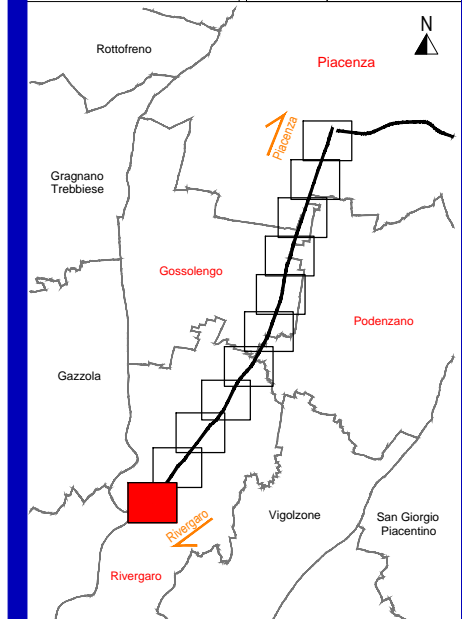 N
Rottofreno
Piacenza
Piacenza
Gragnano
Trebbiese
Gossolengo
Podenzano
Gazzola
Rivergaro
Vigolzone
San Giorgio
Piacentino
Rivergaro